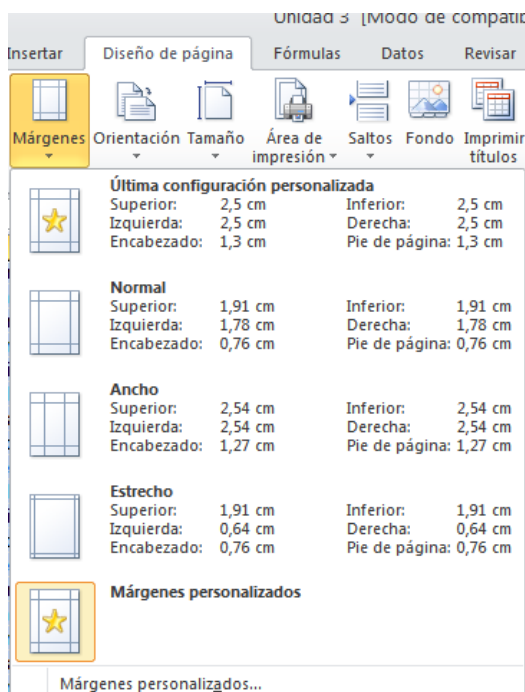 Unidad 3 [Modo de compatib
Insertar Diseño de página Fórmulas Datos Revisar
Márgenes Orientación Tamaño Área de impresión Saltos Fondo Imprimir títulos
Última configuración personalizada
Superior: 2,5 cm Inferior: 2,5 cm
Izquierda: 2,5 cm Derecha: 2,5 cm
Encabezado: 1,3 cm Pie de página: 1,3 cm
Normal
Superior: 1,91 cm Inferior: 1,91 cm
Izquierda: 1,78 cm Derecha: 1,78 cm
Encabezado: 0,76 cm Pie de página: 0,76 cm
Ancho
Superior: 2,54 cm Inferior: 2,54 cm
Izquierda: 2,54 cm Derecha: 2,54 cm
Encabezado: 1,27 cm Pie de página: 1,27 cm
Estrecho
Superior: 1,91 cm Inferior: 1,91 cm
Izquierda: 0,64 cm Derecha: 0,64 cm
Encabezado: 0,76 cm Pie de página: 0,76 cm
Márgenes personalizados
Márgenes personalizados...